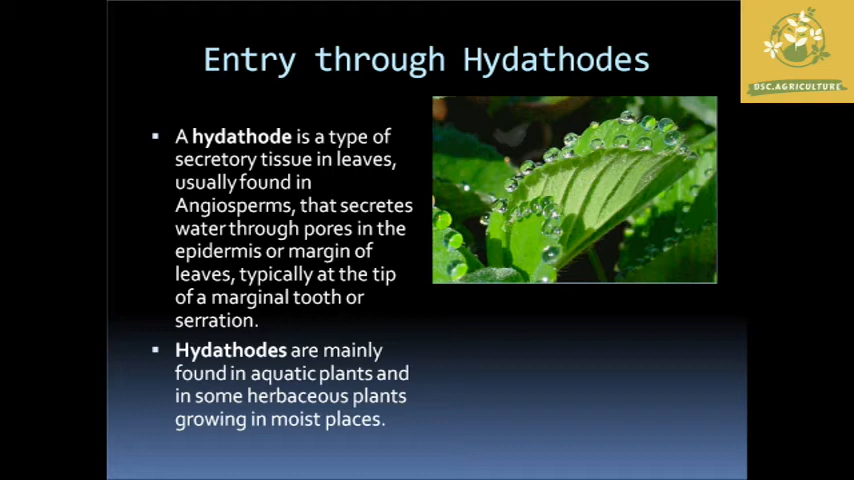 Entry through Hydathodes
DSC.AGRICULTURE
▪ A hydathode is a type of
secretory tissue in leaves,
usually found in
Angiosperms, that secretes
water through pores in the
epidermis or margin of
leaves, typically at the tip
of a marginal tooth or
serration.
▪ Hydathodes are mainly
found in aquatic plants and
in some herbaceous plants
growing in moist places.